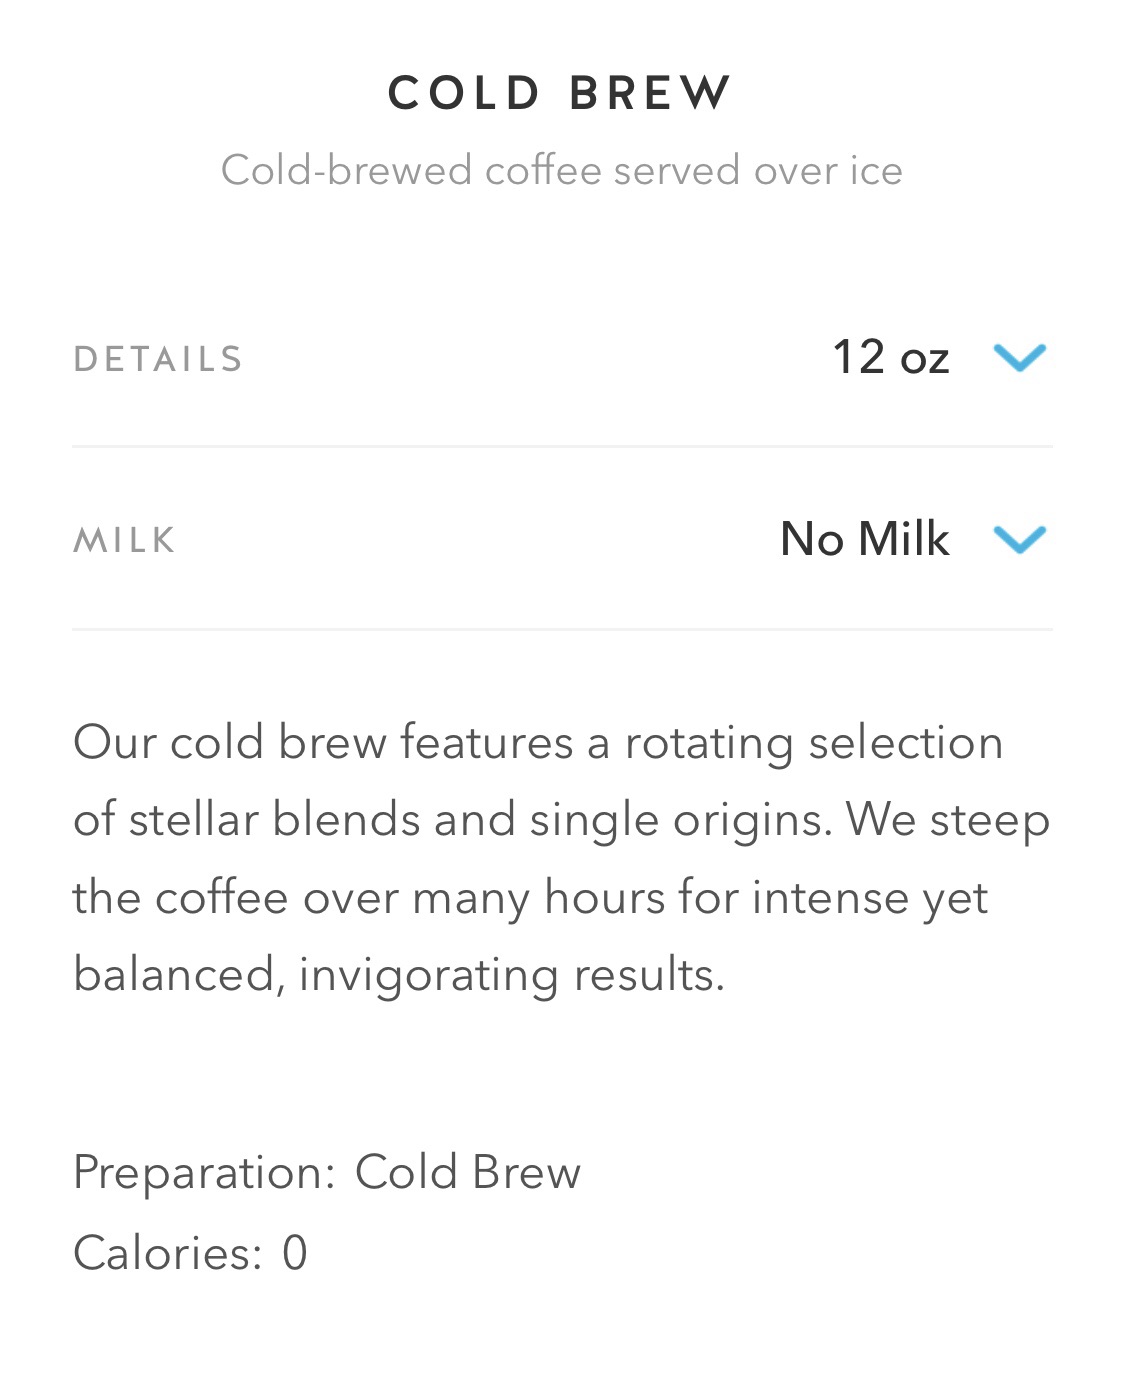 COLD BREW
Cold-brewed coffee served over ice
DETAILS 12 oz
MILK No Milk
Our cold brew features a rotating selection
of stellar blends and single origins. We steep
the coffee over many hours for intense yet
balanced, invigorating results.
Preparation: Cold Brew
Calories: 0